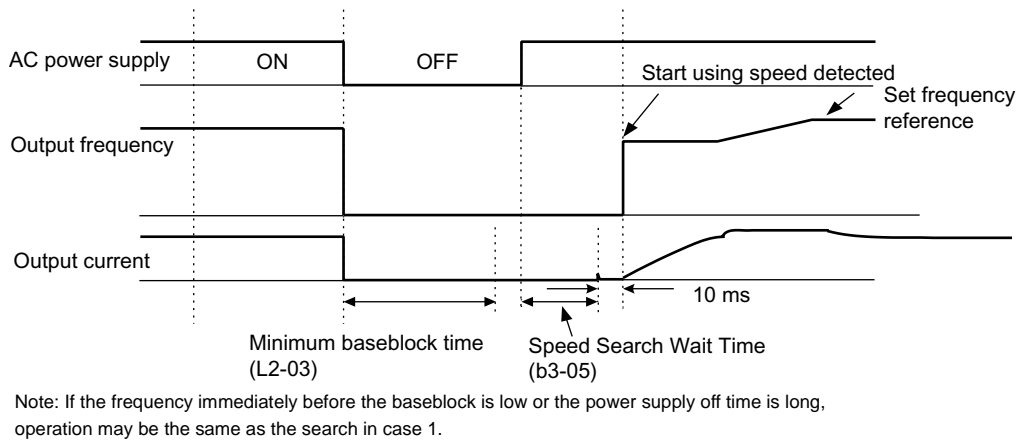 AC power supply
ON
OFF
Start using speed detected
Set frequency
reference
Output frequency
Output current
10 ms
Minimum baseblock time
(L2-03)
Speed Search Wait Time
(b3-05)
Note: If the frequency immediately before the baseblock is low or the power supply off time is long,
operation may be the same as the search in case 1.